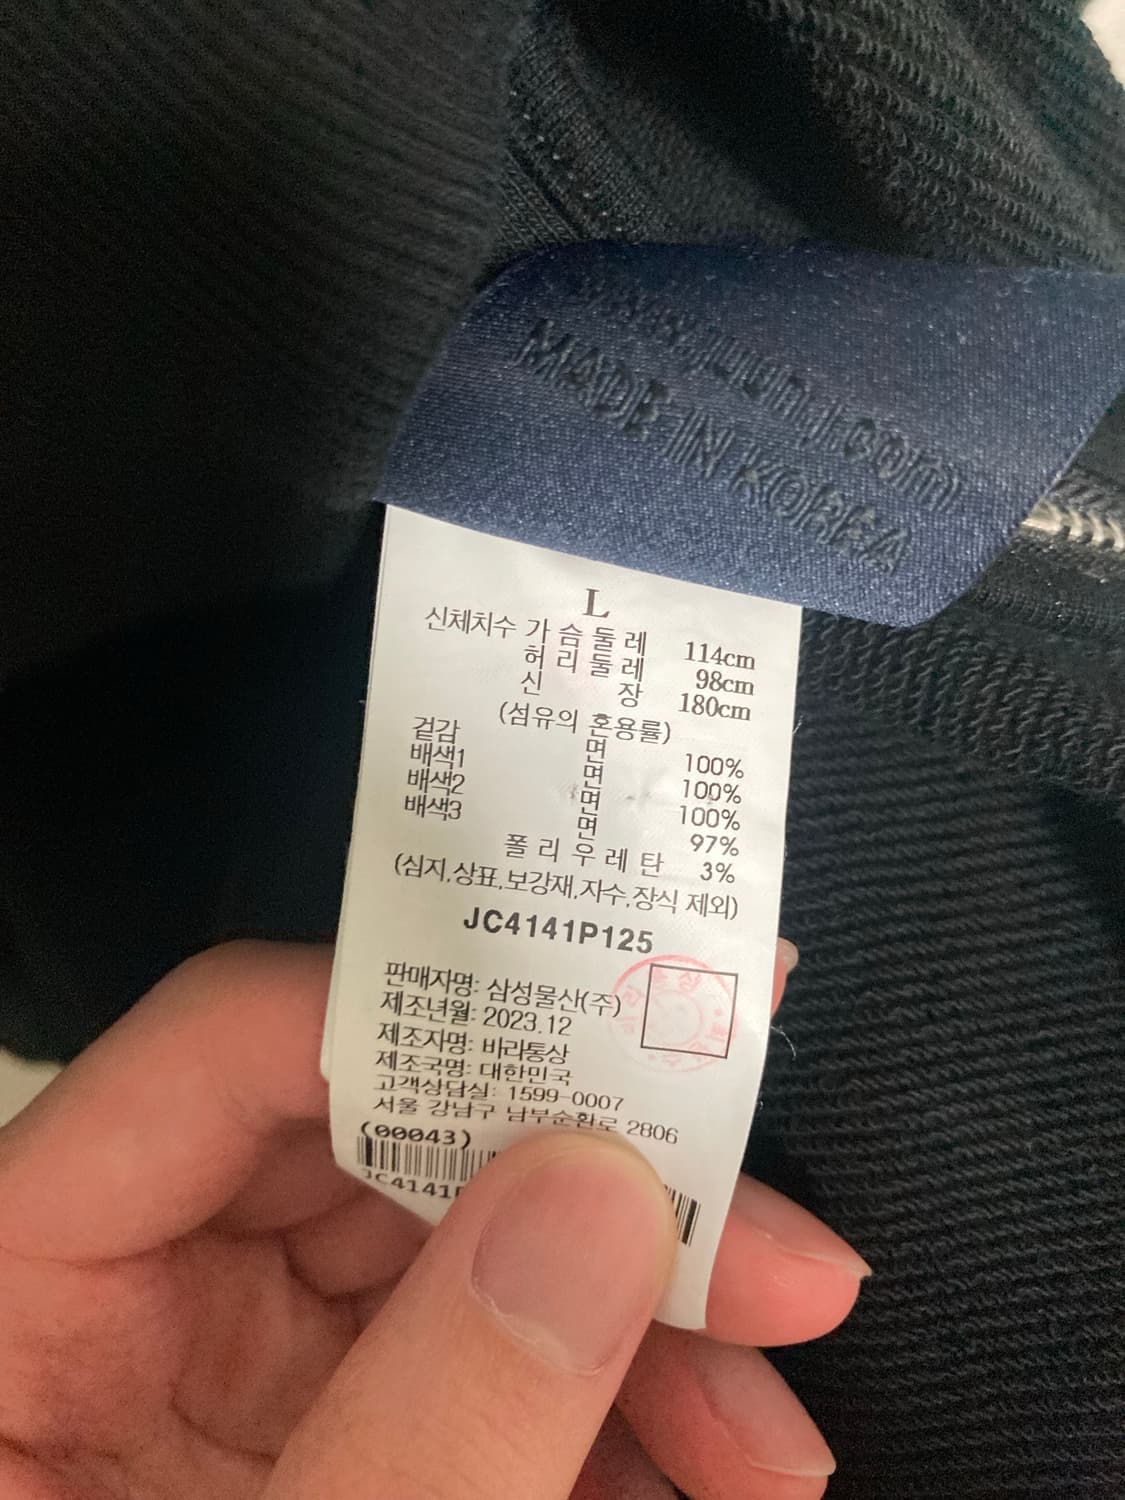 www.juunj.com
MADE IN KOREA
L
신체치수 가슴둘레 114cm
허리둘레 98cm
신 장 180cm
(섬유의 혼용률)
겉감 면 100%
배색1 면 100%
배색2 면 100%
배색3 면 97%
폴리우레탄 3%
(심지,상표,보강재,자수,장식 제외)
JC4141P125
판매자명: 삼성물산(주)
제조년월: 2023.12
제조자명: 바라통상
제조국명: 대한민국
고객상담실: 1599-0007
서울 강남구 남부순환로 2806
(00043)